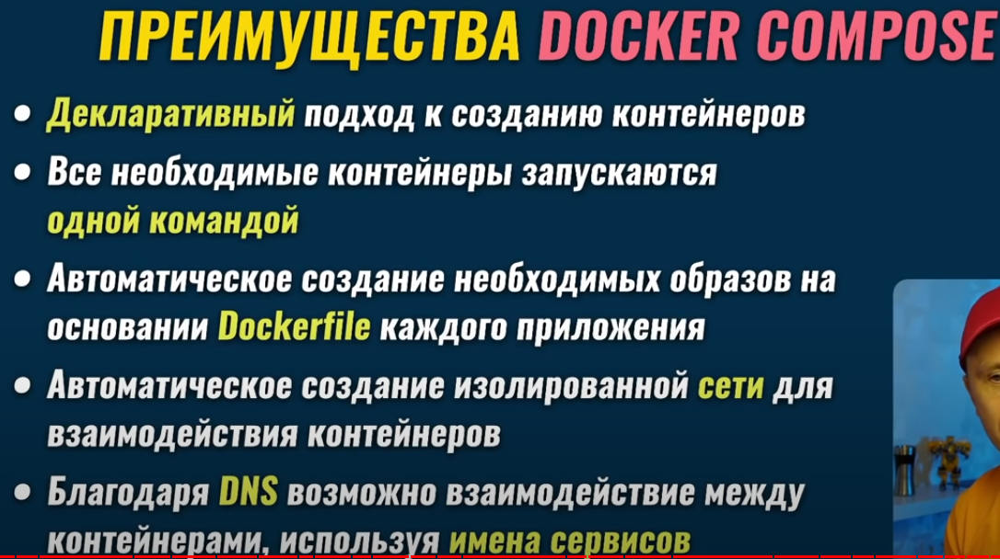 ПРЕИМУЩЕСТВА DOCKER COMPOSE
• Декларативный подход к созданию контейнеров
• Все необходимые контейнеры запускаются
одной командой
• Автоматическое создание необходимых образов на
основании Dockerfile каждого приложения
• Автоматическое создание изолированной сети для
взаимодействия контейнеров
• Благодаря DNS возможно взаимодействие между
контейнерами, используя имена сервисов